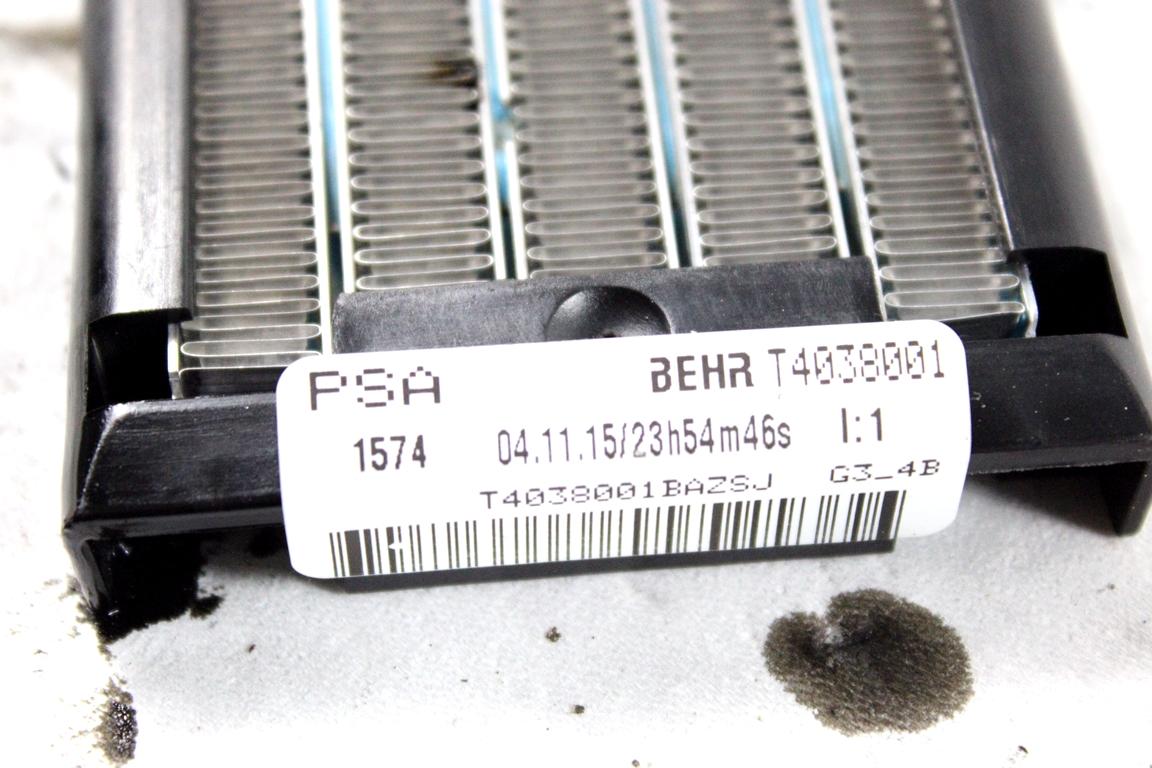 PSA BEHR T4038001
1574 04.11.15/23h54m46s I:1
T4038001BAZSJ G3_4B